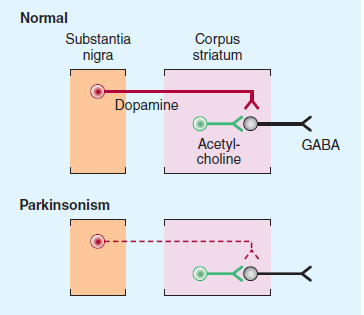 Normal
Substantia
nigra
Corpus
striatum
Dopamine
Acetyl-
choline
GABA
Parkinsonism